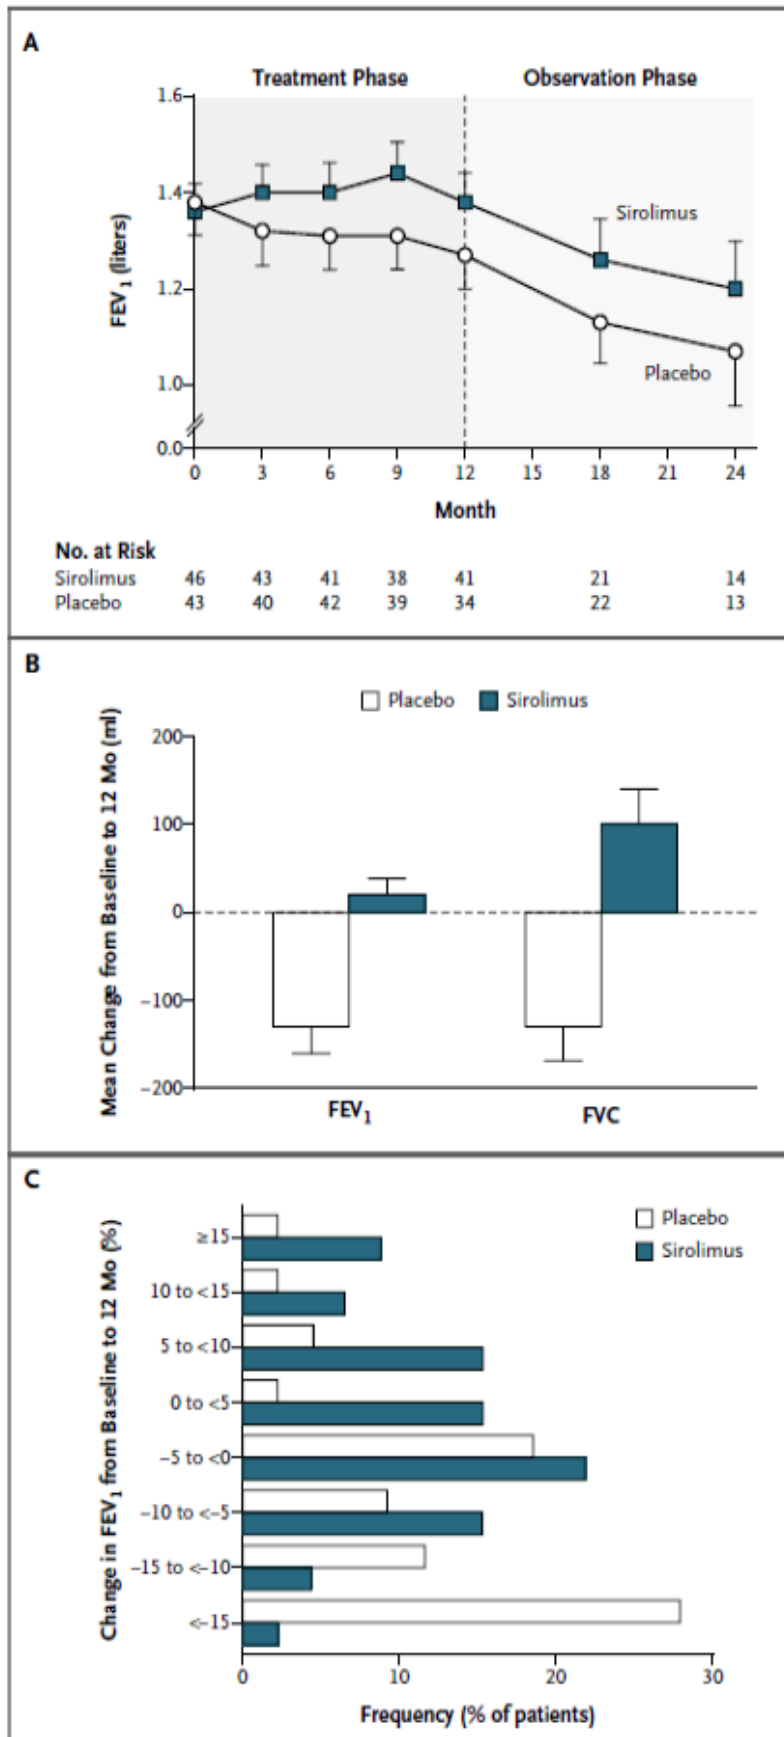 A
Treatment Phase Observation Phase
1.6
1.4
1.2
1.0
0.0
FEV1 (liters)
Sirolimus
Placebo
0 3 6 9 12 15 18 21 24
Month
No. at Risk
Sirolimus 46 43 41 38 41 21 14
Placebo 43 40 42 39 34 22 13
B
Placebo Sirolimus
Mean Change from Baseline to 12 Mo (ml)
200
100
0
−100
−200
FEV1 FVC
C
Placebo
Sirolimus
Change in FEV1 from Baseline to 12 Mo (%)
≥15
10 to <15
5 to <10
0 to <5
−5 to <0
−10 to <−5
−15 to <−10
<−15
0 10 20 30
Frequency (% of patients)